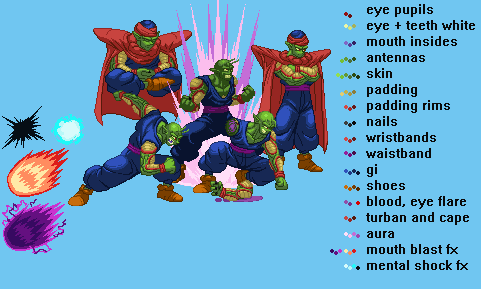 eye pupils
eye + teeth white
mouth insides
antennas
skin
padding
padding rims
nails
wristbands
waistband
gi
shoes
blood, eye flare
turban and cape
aura
mouth blast fx
mental shock fx